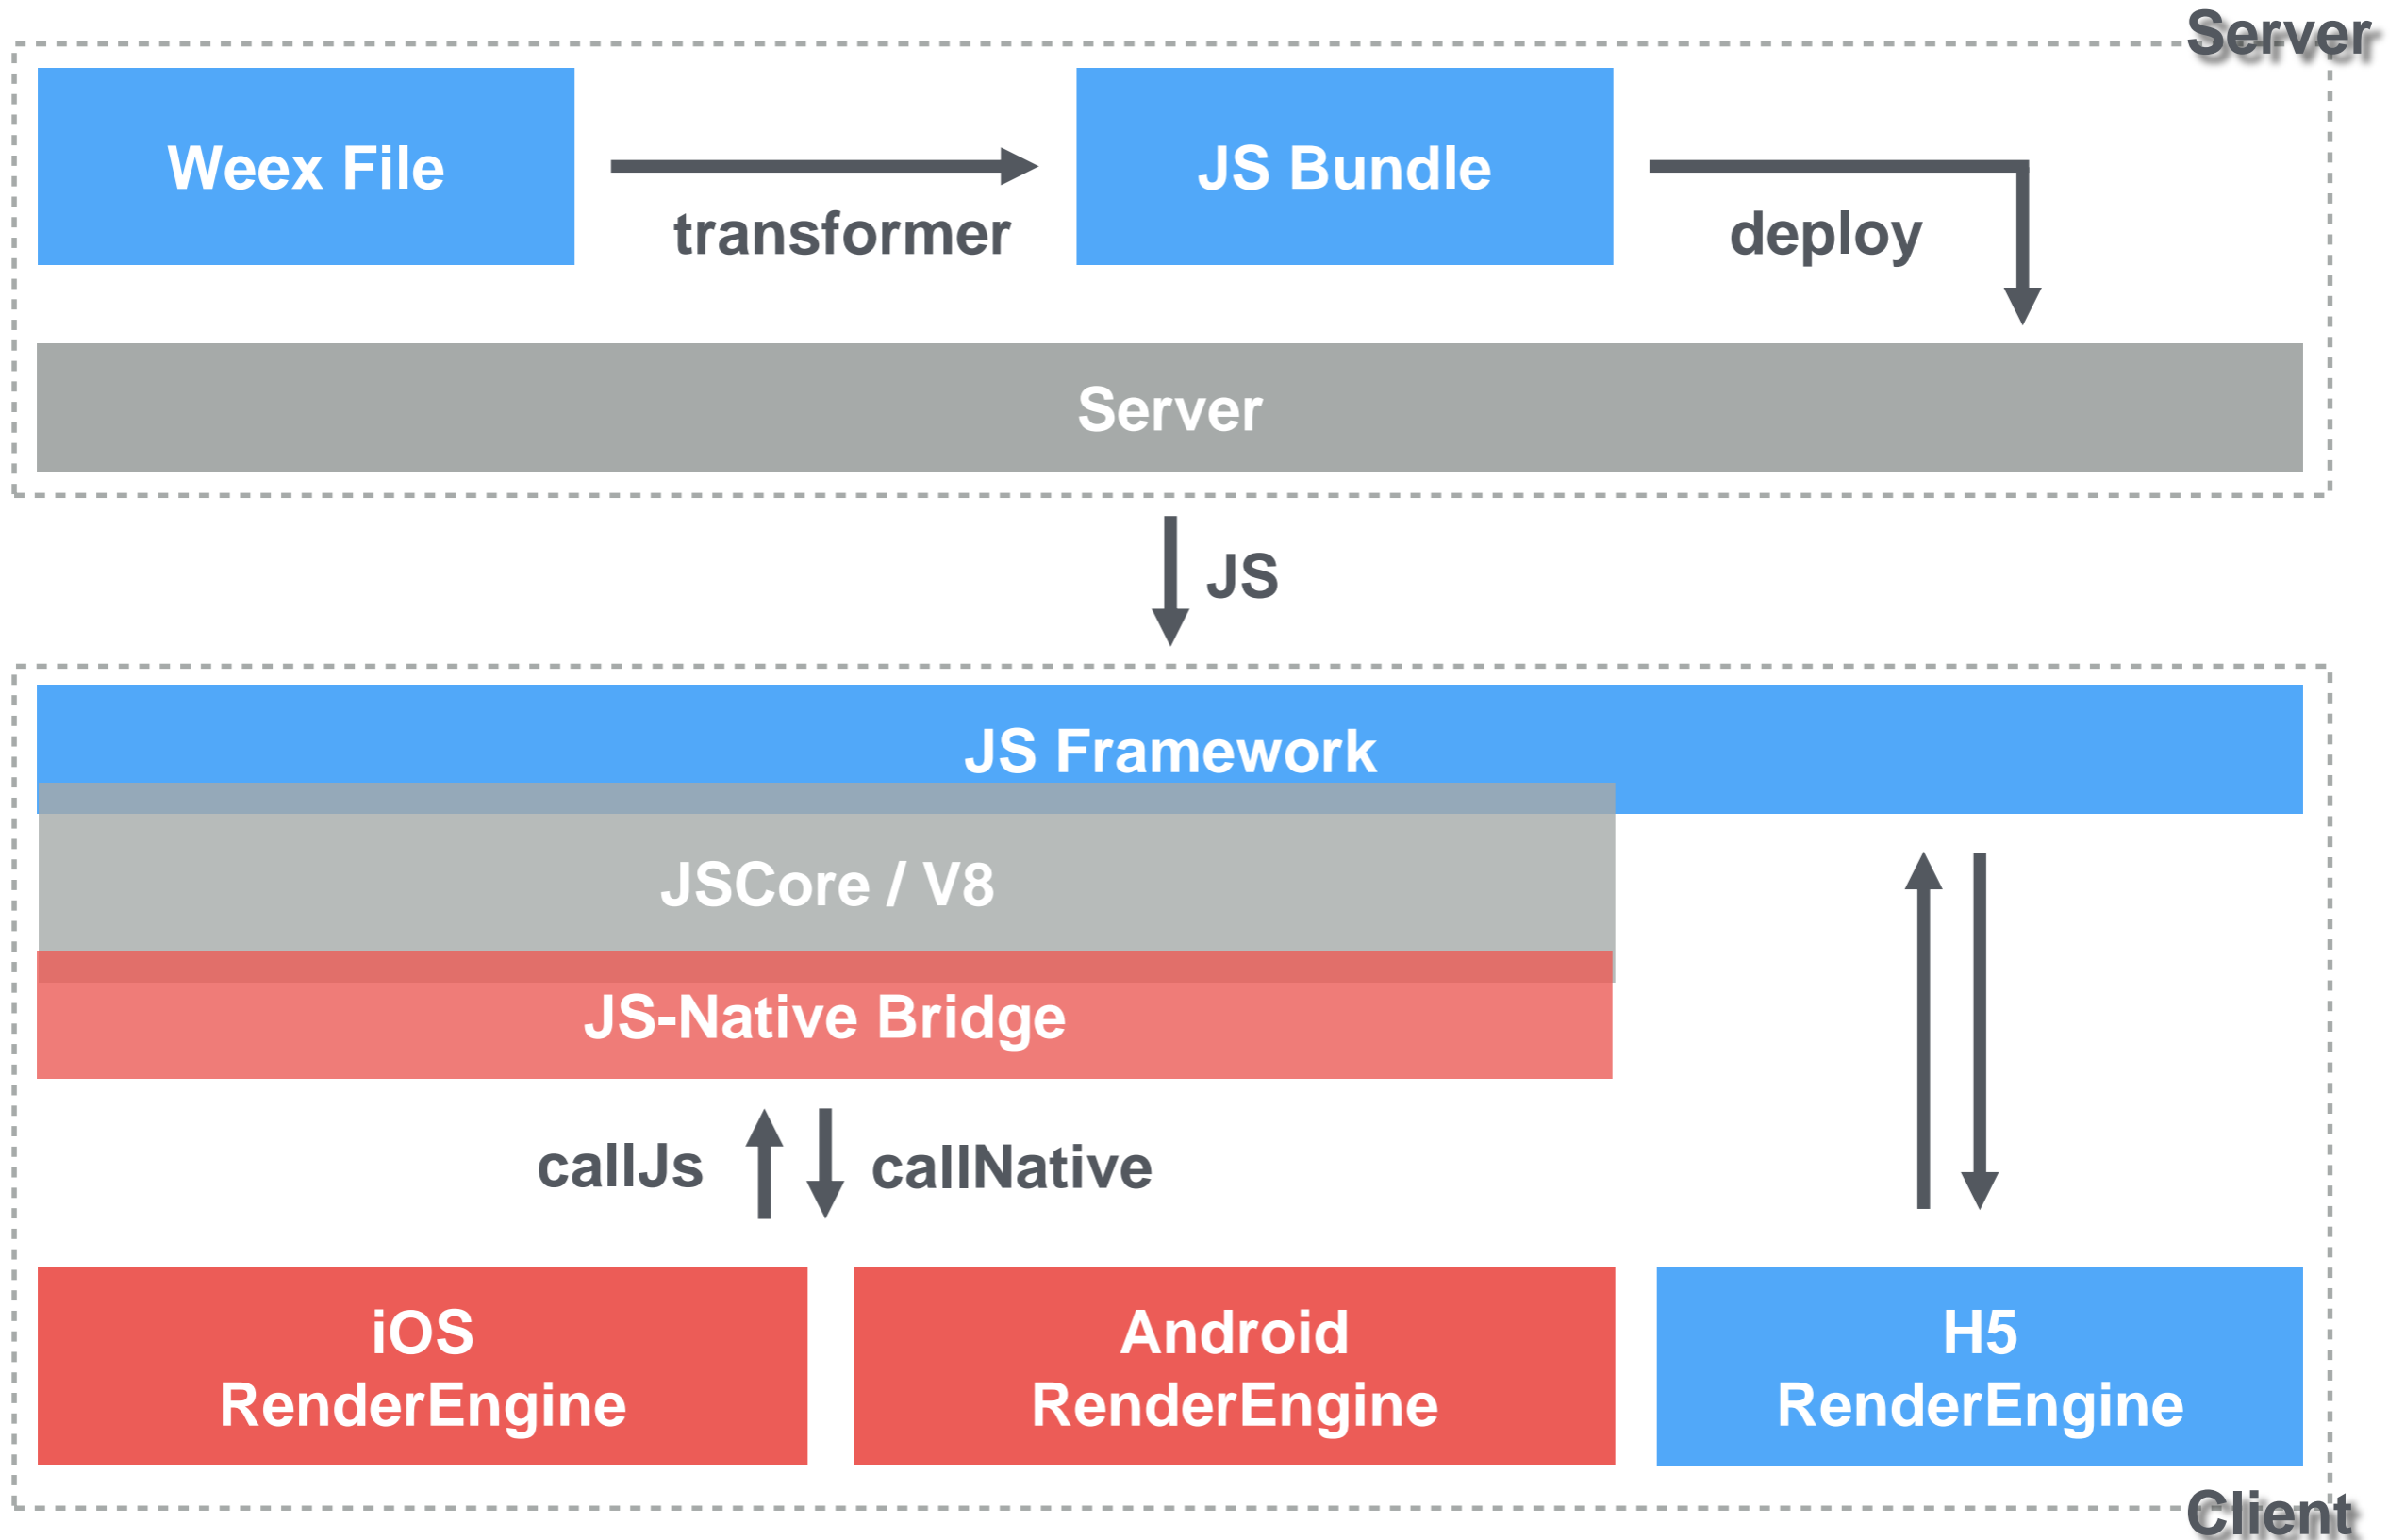 Server
Weex File
JS Bundle
transformer
deploy
Server
JS
JS Framework
JSCore / V8
JS-Native Bridge
callJs
callNative
iOS
RenderEngine
Android
RenderEngine
H5
RenderEngine
Client